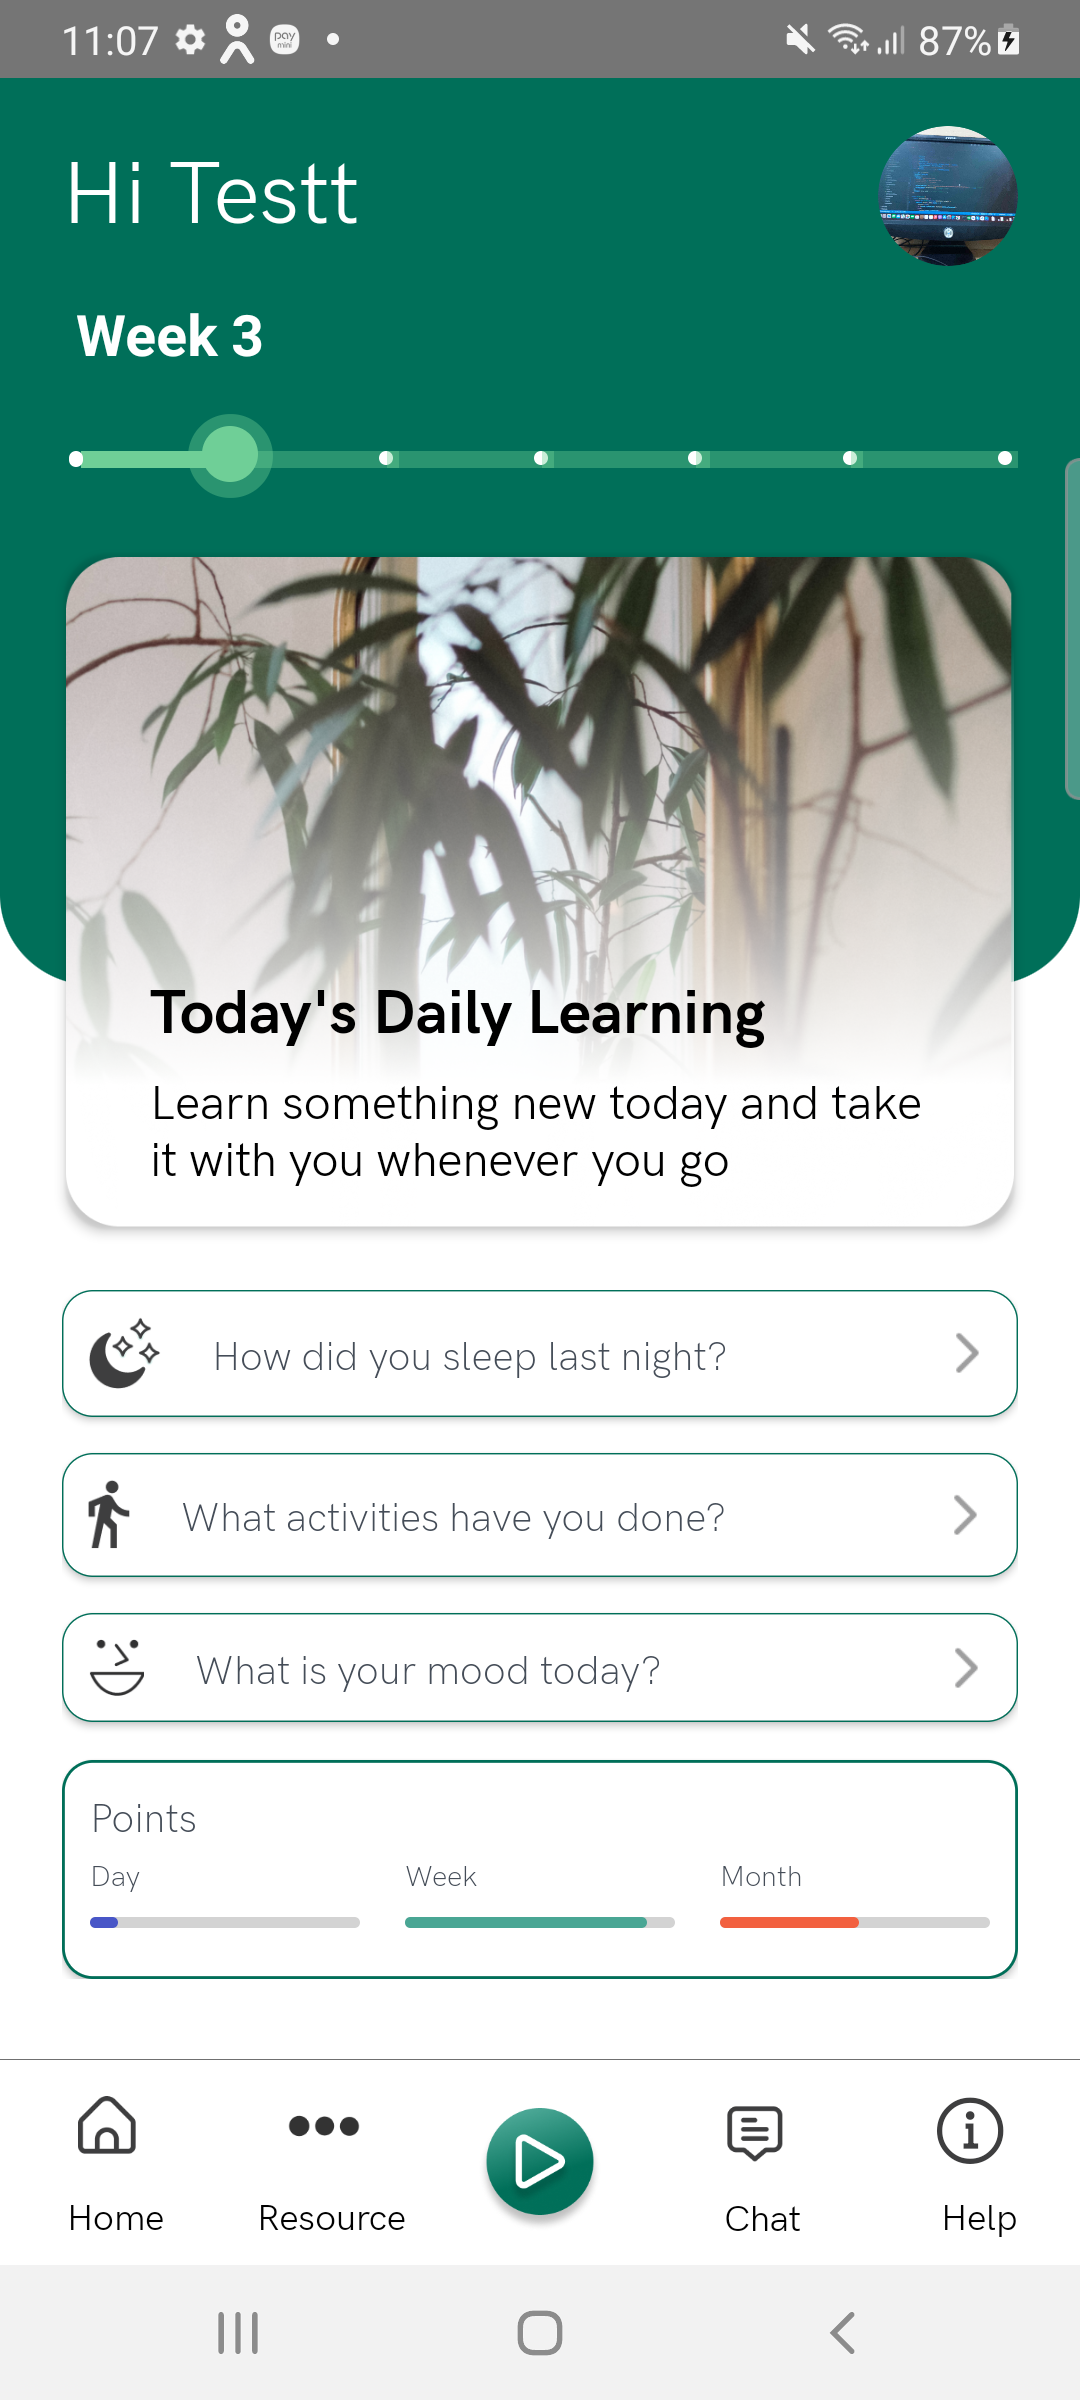 11:07
pay
mini
87%
Hi Testt
Week 3
Today's Daily Learning
Learn something new today and take
it with you whenever you go
How did you sleep last night?
What activities have you done?
What is your mood today?
Points
Day Week Month
Home Resource Chat Help